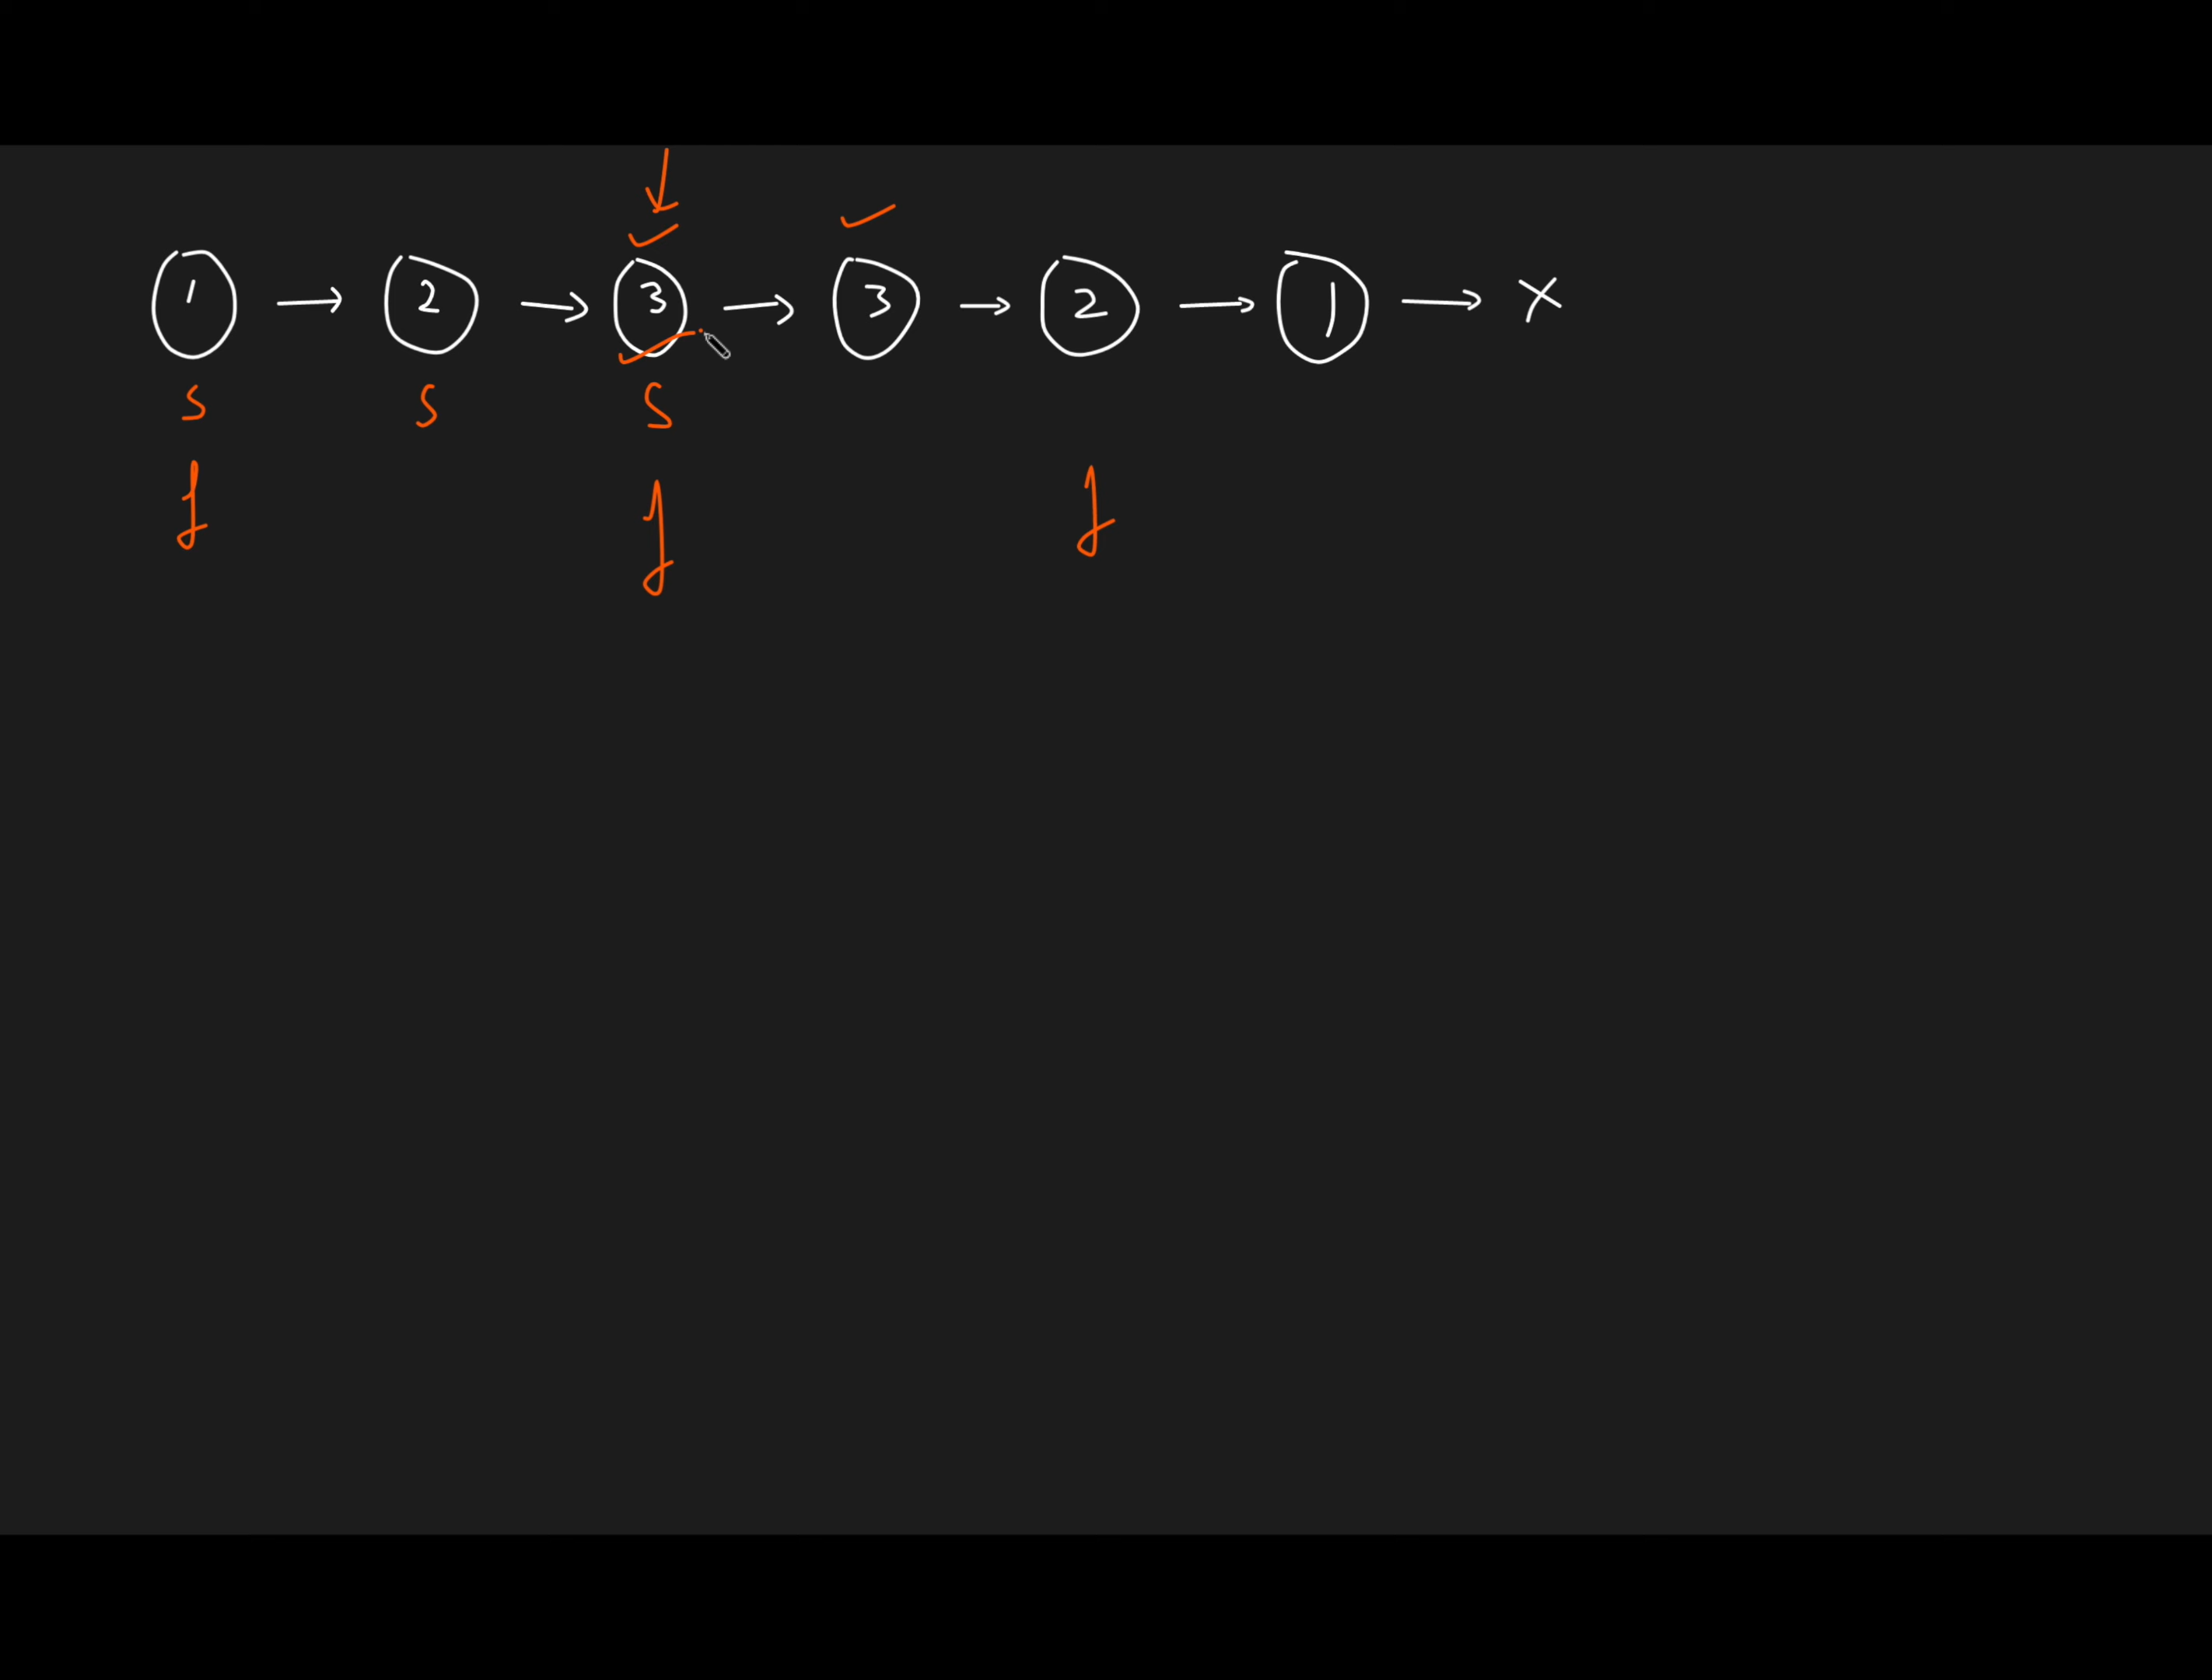 1 → 2 → 3 → 3 → 2 → 1 → X
s s s
f f f